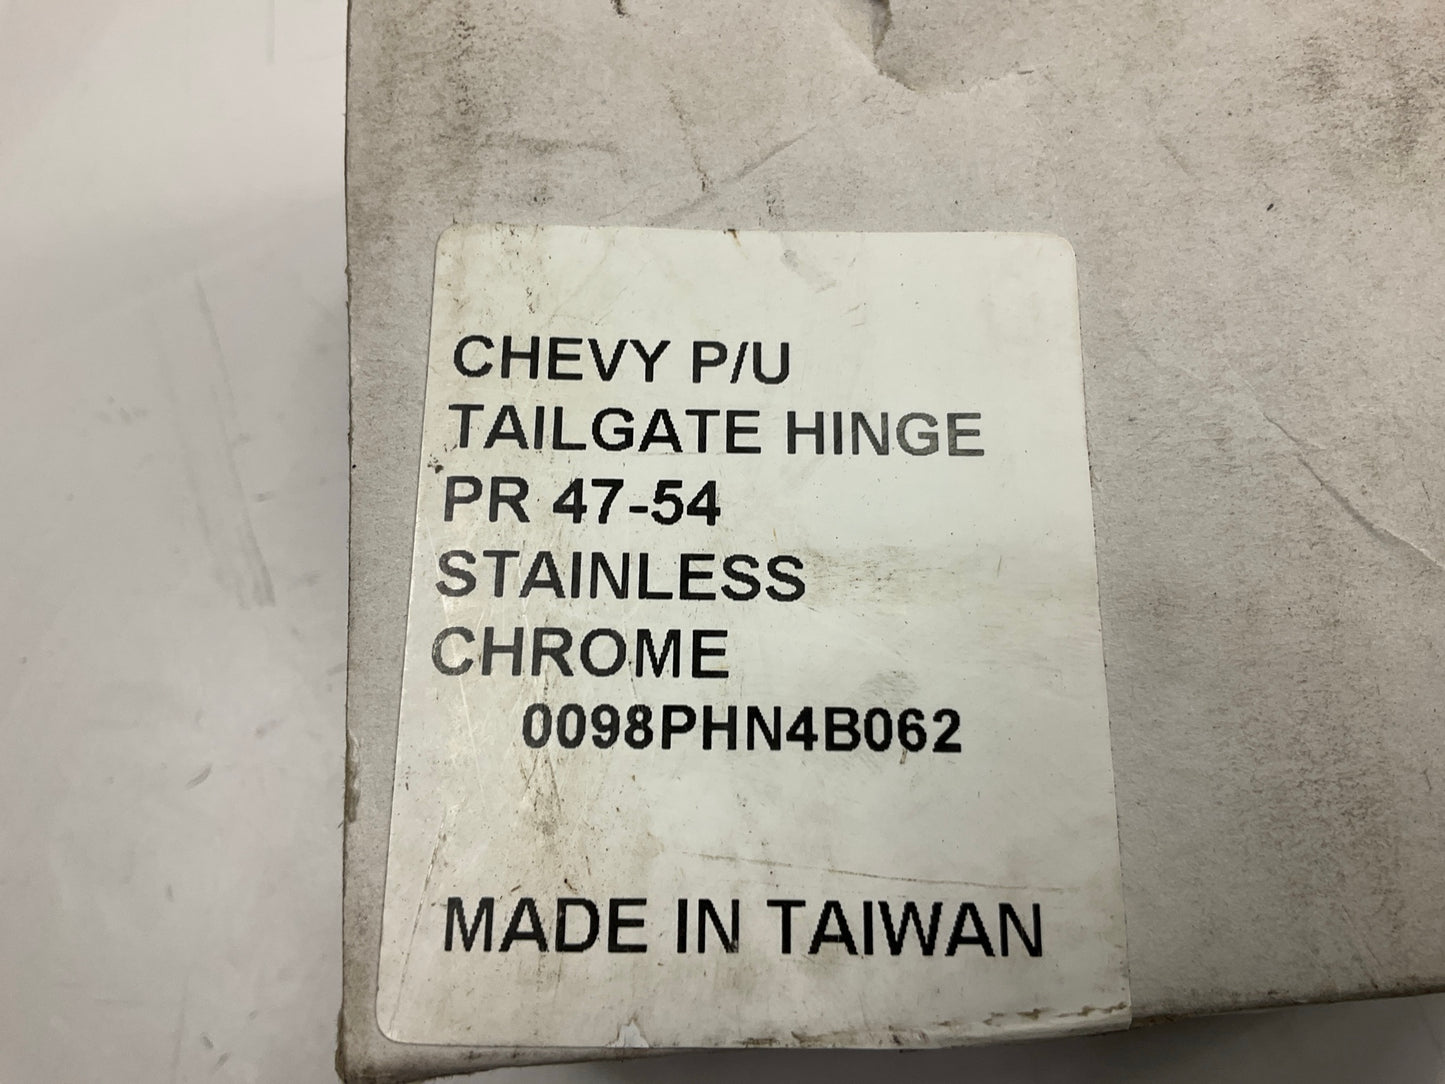 CHEVY P/U
TAILGATE HINGE
PR 47-54
STAINLESS
CHROME
0098PHN4B062
MADE IN TAIWAN